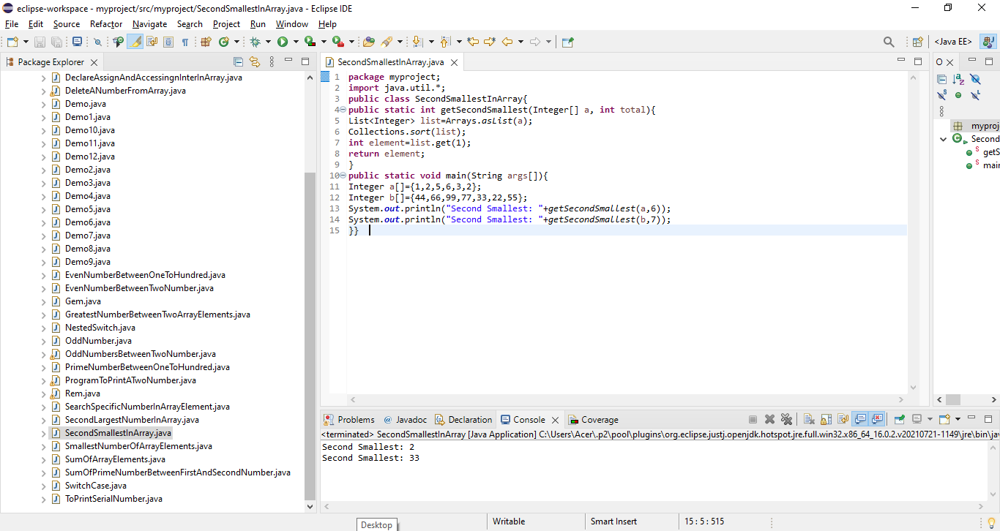 eclipse-workspace - myproject/src/myproject/SecondSmallestInArray.java - Eclipse IDE
File Edit Source Refactor Navigate Search Project Run Window Help
<Java EE>
Package Explorer
DeclareAssignAndAccessingnInterInArray.java
DeleteANumberFromArray.java
Demo.java
Demo1.java
Demo10.java
Demo11.java
Demo12.java
Demo2.java
Demo3.java
Demo4.java
Demo5.java
Demo6.java
Demo7.java
Demo8.java
Demo9.java
EvenNumberBetweenOneToHundred.java
EvenNumberBetweenTwoNumber.java
Gem.java
GreatestNumberBetweenTwoArrayElements.java
NestedSwitch.java
OddNumber.java
OddNumbersBetweenTwoNumber.java
PrimeNumberBetweenOneToHundred.java
ProgramToPrintATwoNumber.java
Rem.java
SearchSpecificNumberInArrayElement.java
SecondLargestNumberInArray.java
SecondSmallestInArray.java
SmallestNumberOfArrayElements.java
SumOfArrayElements.java
SumOfPrimeNumberBetweenFirstAndSecondNumber.java
SwitchCase.java
ToPrintSerialNumber.java
SecondSmallestInArray.java
1 package myproject;
2 import java.util.*;
3 public class SecondSmallestInArray{
4 public static int getSecondSmallest(Integer[] a, int total){
5 List<Integer> list=Arrays.asList(a);
6 Collections.sort(list);
7 int element=list.get(1);
8 return element;
9 }
10 public static void main(String args[]){
11 Integer a[]={1,2,5,6,3,2};
12 Integer b[]={44,66,99,77,33,22,55};
13 System.out.println("Second Smallest: "+getSecondSmallest(a,6));
14 System.out.println("Second Smallest: "+getSecondSmallest(b,7));
15 }}
O
myproj
Second
getS
mair
Problems @ Javadoc Declaration Console Coverage
<terminated> SecondSmallestInArray [Java Application] C:\Users\Acer\.p2\pool\plugins\org.eclipse.justj.openjdk.hotspot.jre.full.win32.x86_64_16.0.2.v20210721-1149\jre\bin\jav
Second Smallest: 2
Second Smallest: 33
Desktop
Writable
Smart Insert
15 : 5 : 515